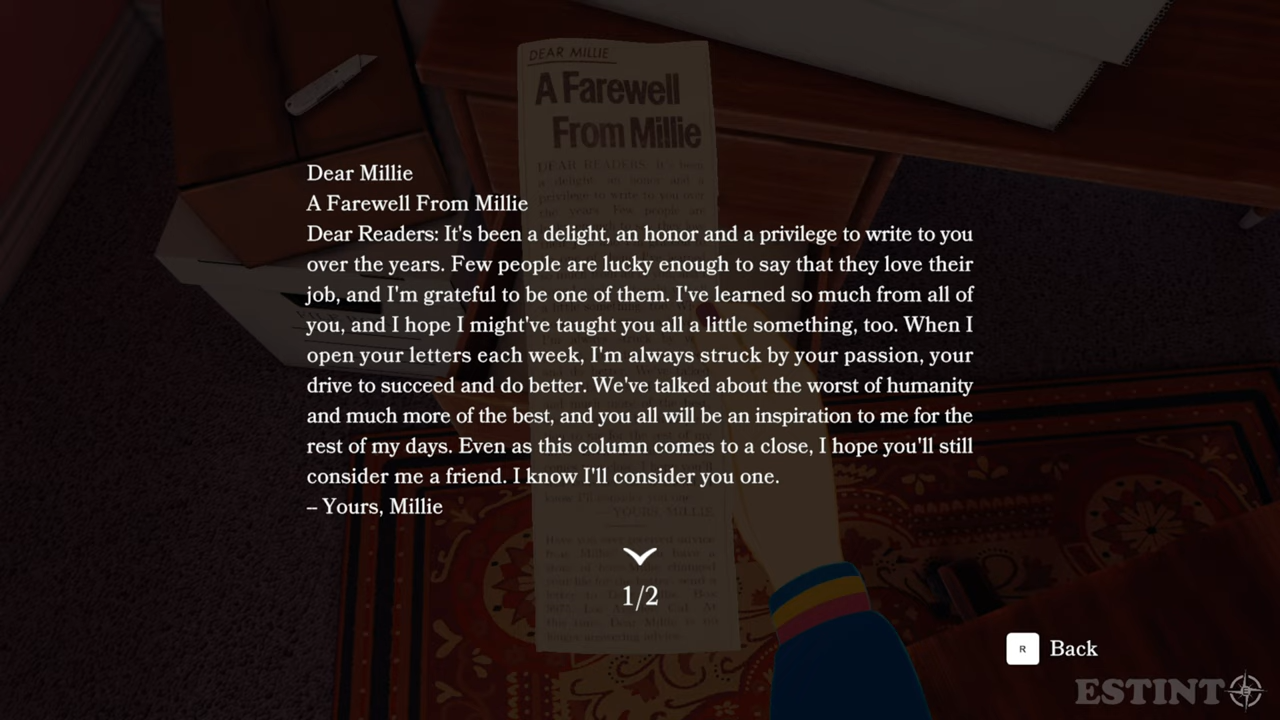 DEAR MILLIE
A Farewell
From Millie
Dear Millie
A Farewell From Millie
Dear Readers: It's been a delight, an honor and a privilege to write to you
over the years. Few people are lucky enough to say that they love their
job, and I'm grateful to be one of them. I've learned so much from all of
you, and I hope I might've taught you all a little something, too. When I
open your letters each week, I'm always struck by your passion, your
drive to succeed and do better. We've talked about the worst of humanity
and much more of the best, and you all will be an inspiration to me for the
rest of my days. Even as this column comes to a close, I hope you'll still
consider me a friend. I know I'll consider you one.
– Yours, Millie
1/2
R Back
ESTINT